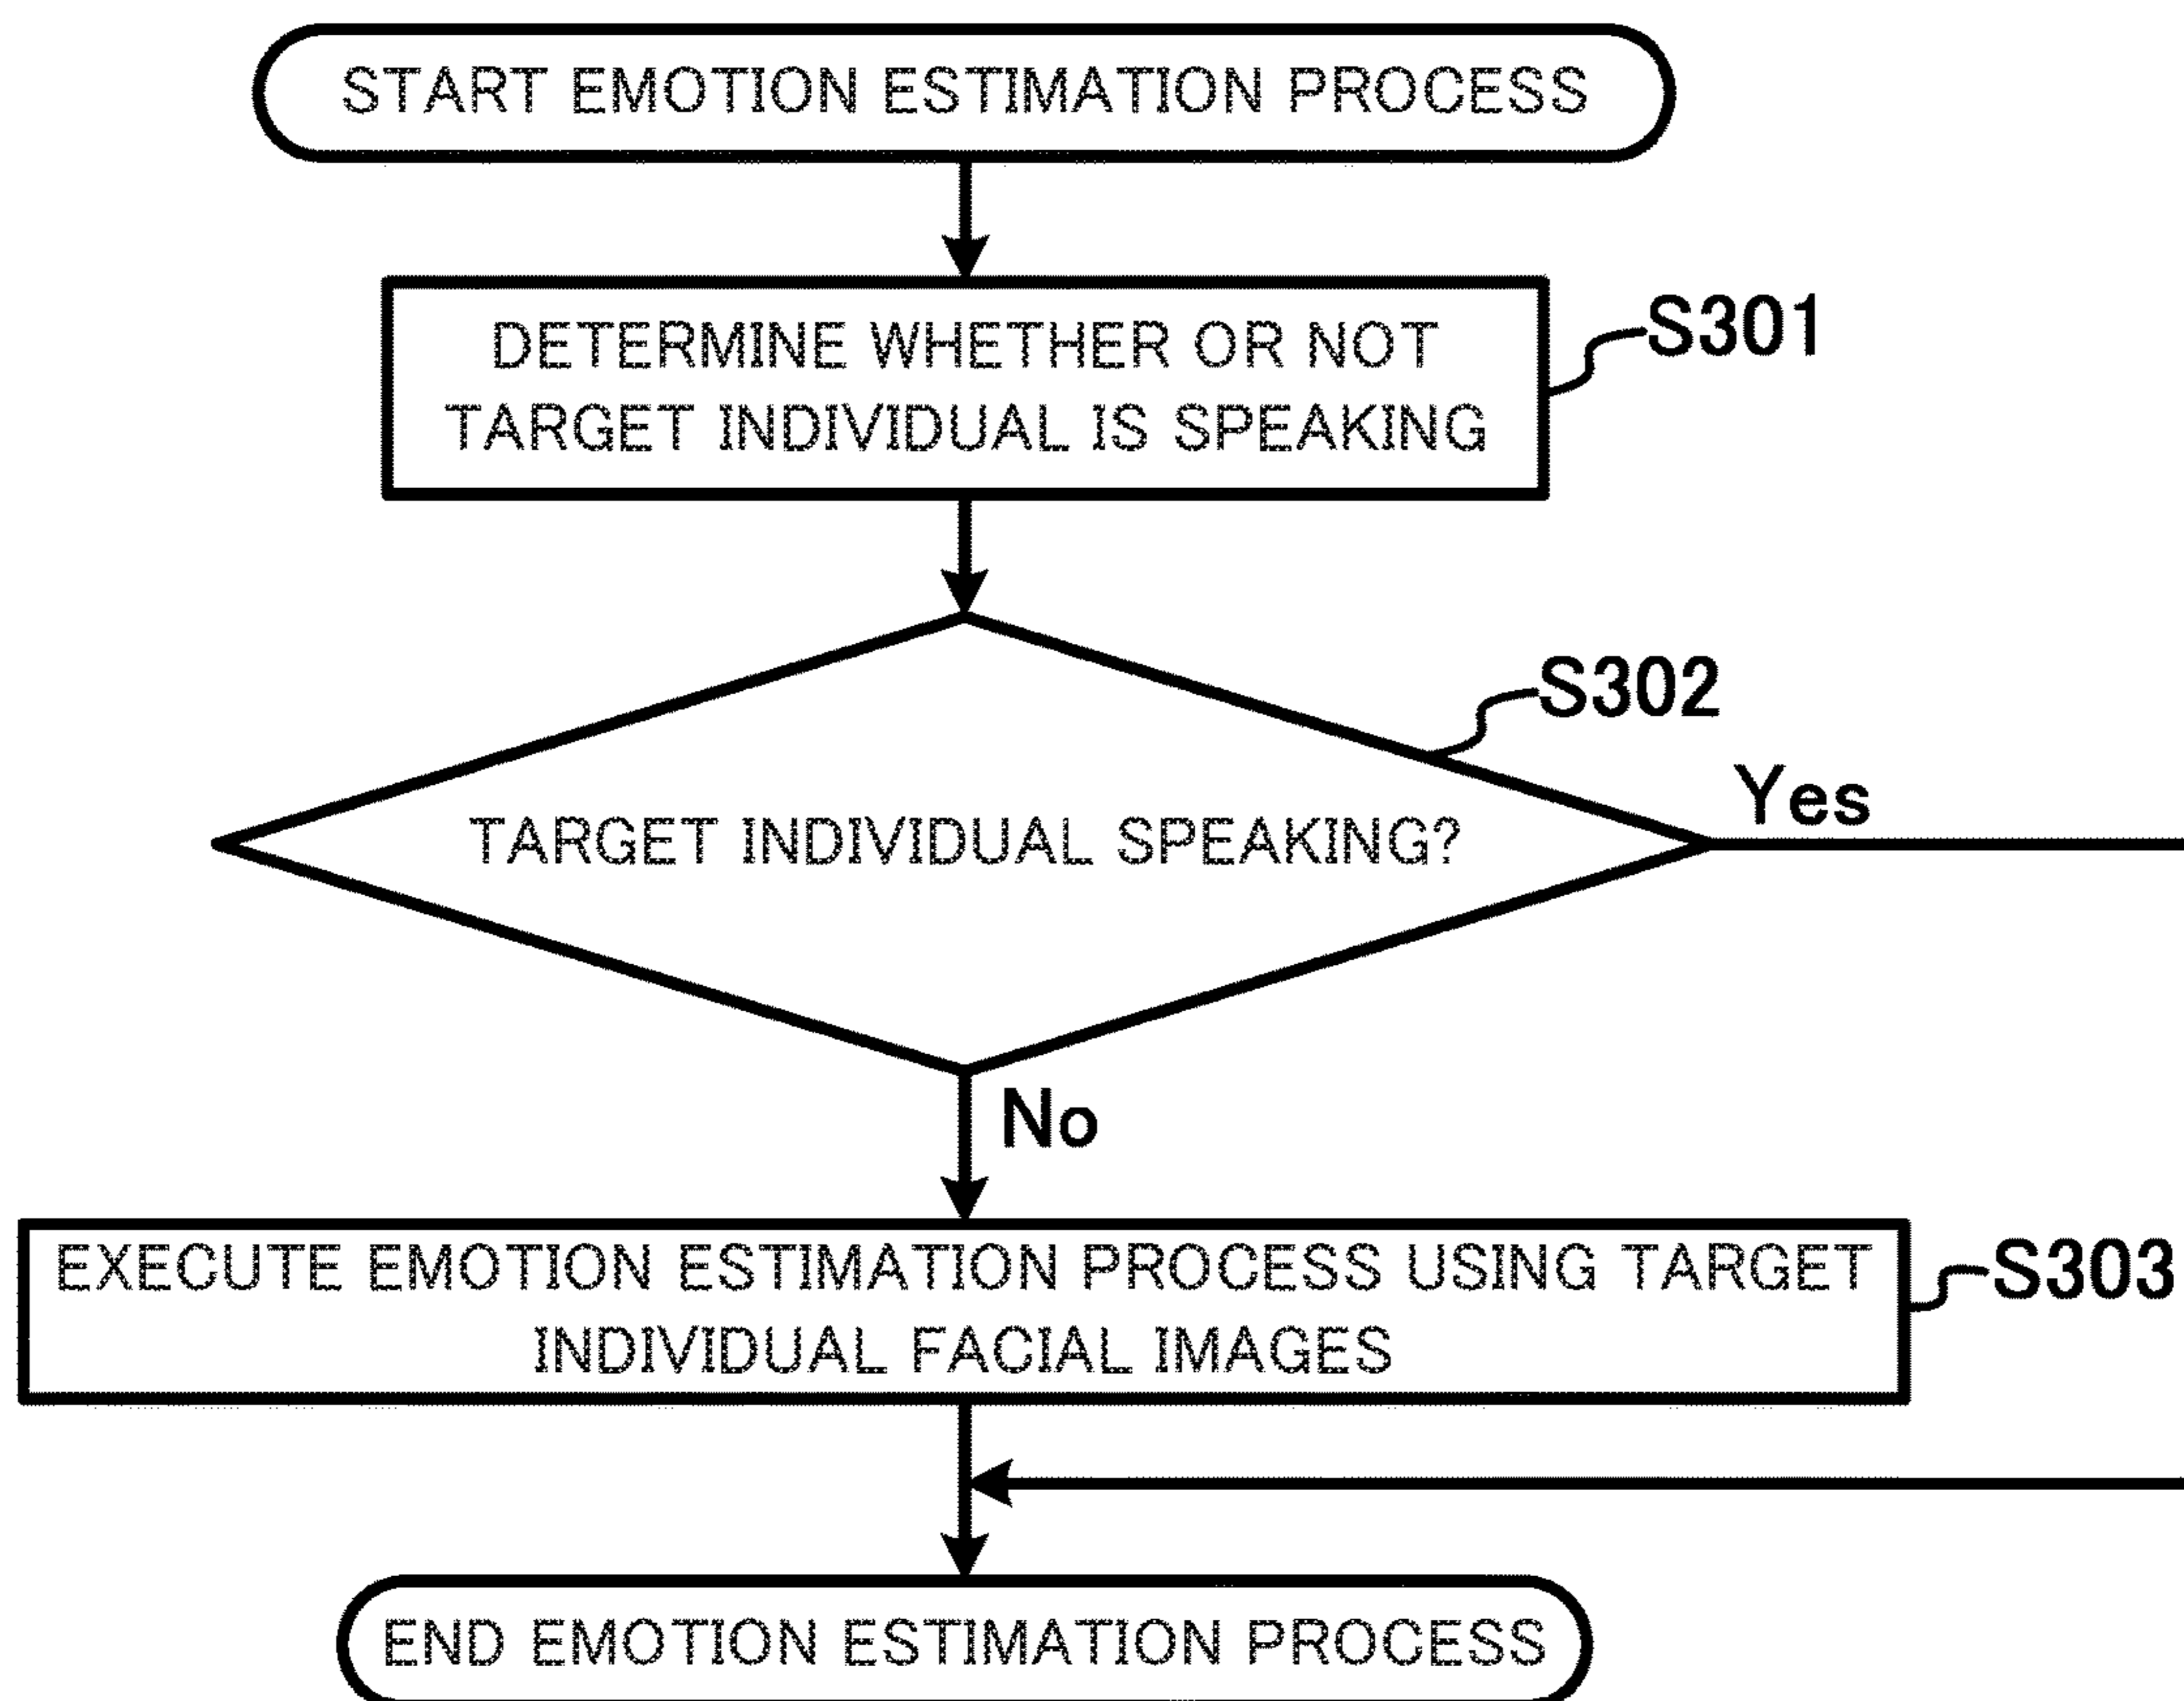 START EMOTION ESTIMATION PROCESS
DETERMINE WHETHER OR NOT
TARGET INDIVIDUAL IS SPEAKING
S301
S302
TARGET INDIVIDUAL SPEAKING?
Yes
No
EXECUTE EMOTION ESTIMATION PROCESS USING TARGET
INDIVIDUAL FACIAL IMAGES
S303
END EMOTION ESTIMATION PROCESS